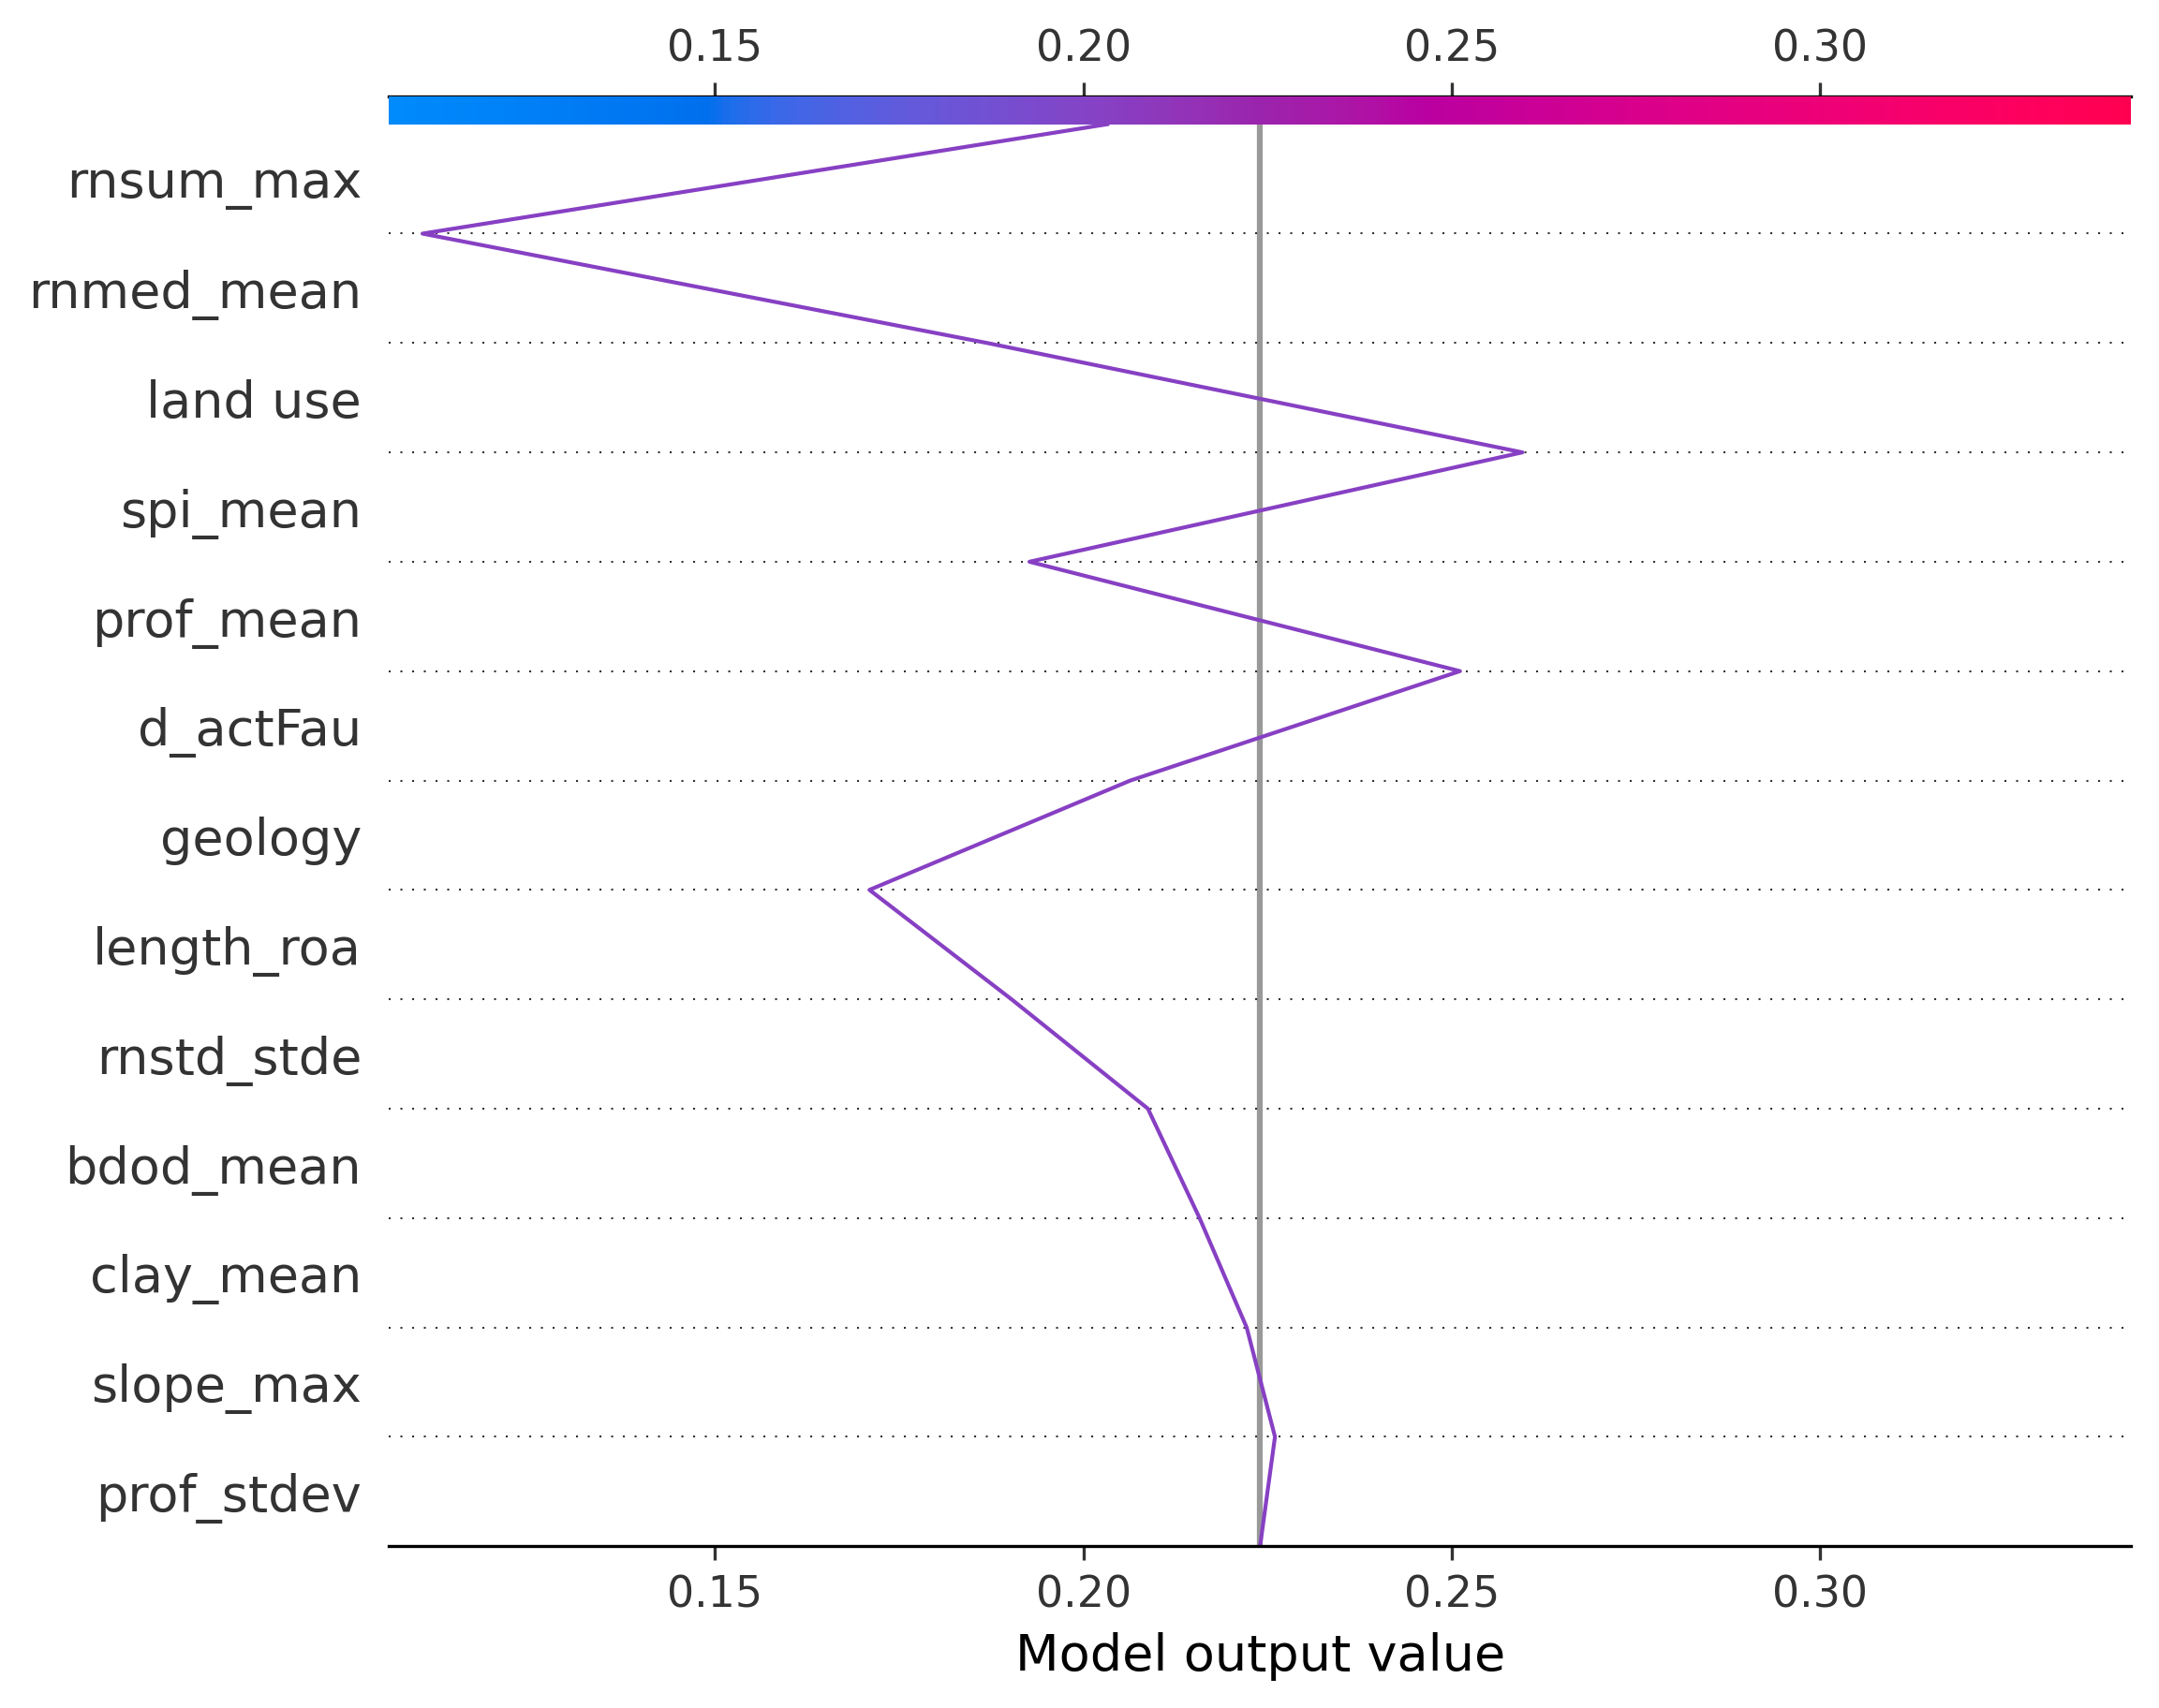 0.15 0.20 0.25 0.30
rnsum_max
rnmed_mean
land use
spi_mean
prof_mean
d_actFau
geology
length_roa
rnstd_stde
bdod_mean
clay_mean
slope_max
prof_stdev
0.15 0.20 0.25 0.30
Model output value